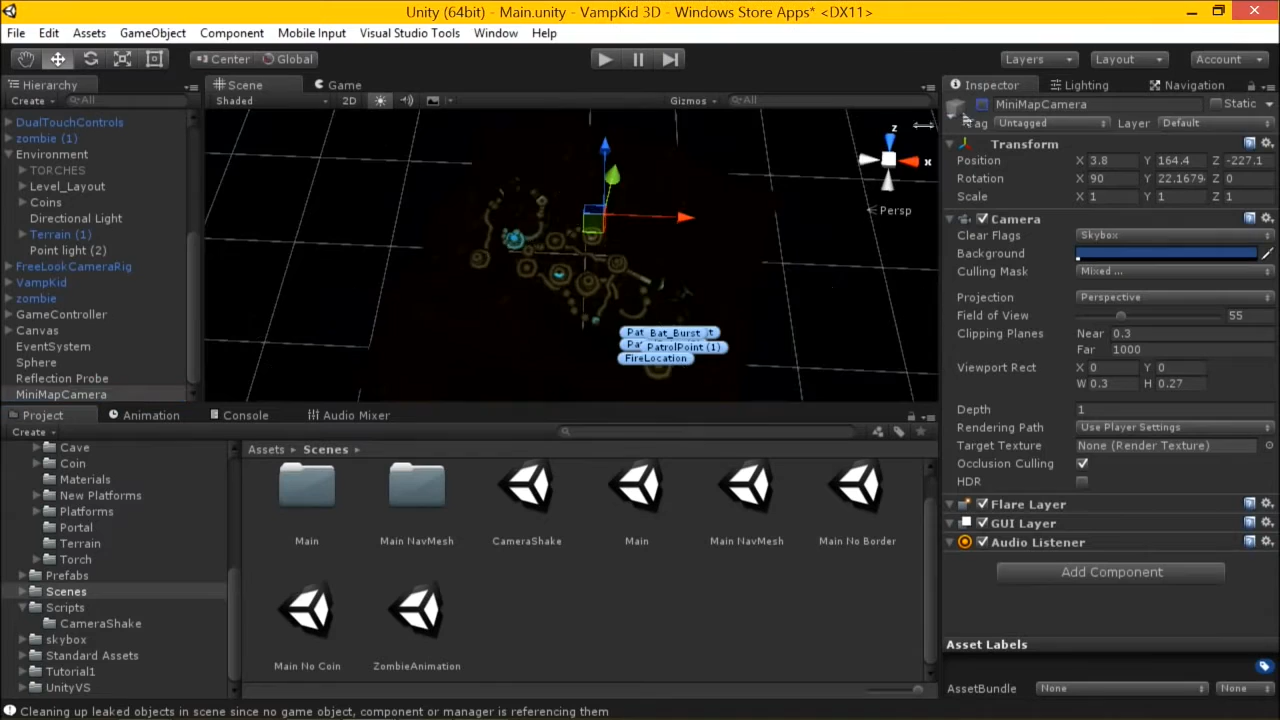 Unity (64bit) - Main.unity - VampKid 3D - Windows Store Apps* <DX11>
File Edit Assets GameObject Component Mobile Input Visual Studio Tools Window Help
Center Global Layers Layout Account
Hierarchy
Create All
DualTouchControls
zombie (1)
Environment
TORCHES
Level_Layout
Coins
Directional Light
Terrain (1)
Point light (2)
FreeLookCameraRig
VampKid
zombie
GameController
Canvas
EventSystem
Sphere
Reflection Probe
MiniMapCamera
Scene Game
Shaded 2D Gizmos All
z
x
Persp
Bat_Burst
PatrolPoint (1)
FireLocation
Inspector Lighting Navigation
MiniMapCamera Static
Tag Untagged Layer Default
Transform
Position X 3.8 Y 164.4 Z -227.1
Rotation X 90 Y 22.1679 Z 0
Scale X 1 Y 1 Z 1
Camera
Clear Flags Skybox
Background
Culling Mask Mixed ...
Projection Perspective
Field of View 55
Clipping Planes Near 0.3
Far 1000
Viewport Rect X 0 Y 0
W 0.3 H 0.27
Depth 1
Rendering Path Use Player Settings
Target Texture None (Render Texture)
Occlusion Culling
HDR
Flare Layer
GUI Layer
Audio Listener
Add Component
Asset Labels
AssetBundle None None
Project Animation Console Audio Mixer
Create
Cave
Coin
Materials
New Platforms
Platforms
Portal
Terrain
Torch
Prefabs
Scenes
Scripts
CameraShake
skybox
Standard Assets
Tutorial1
UnityVS
Assets Scenes
Main Main NavMesh CameraShake Main Main NavMesh Main No Border
Main No Coin ZombieAnimation
Cleaning up leaked objects in scene since no game object, component or manager is referencing them